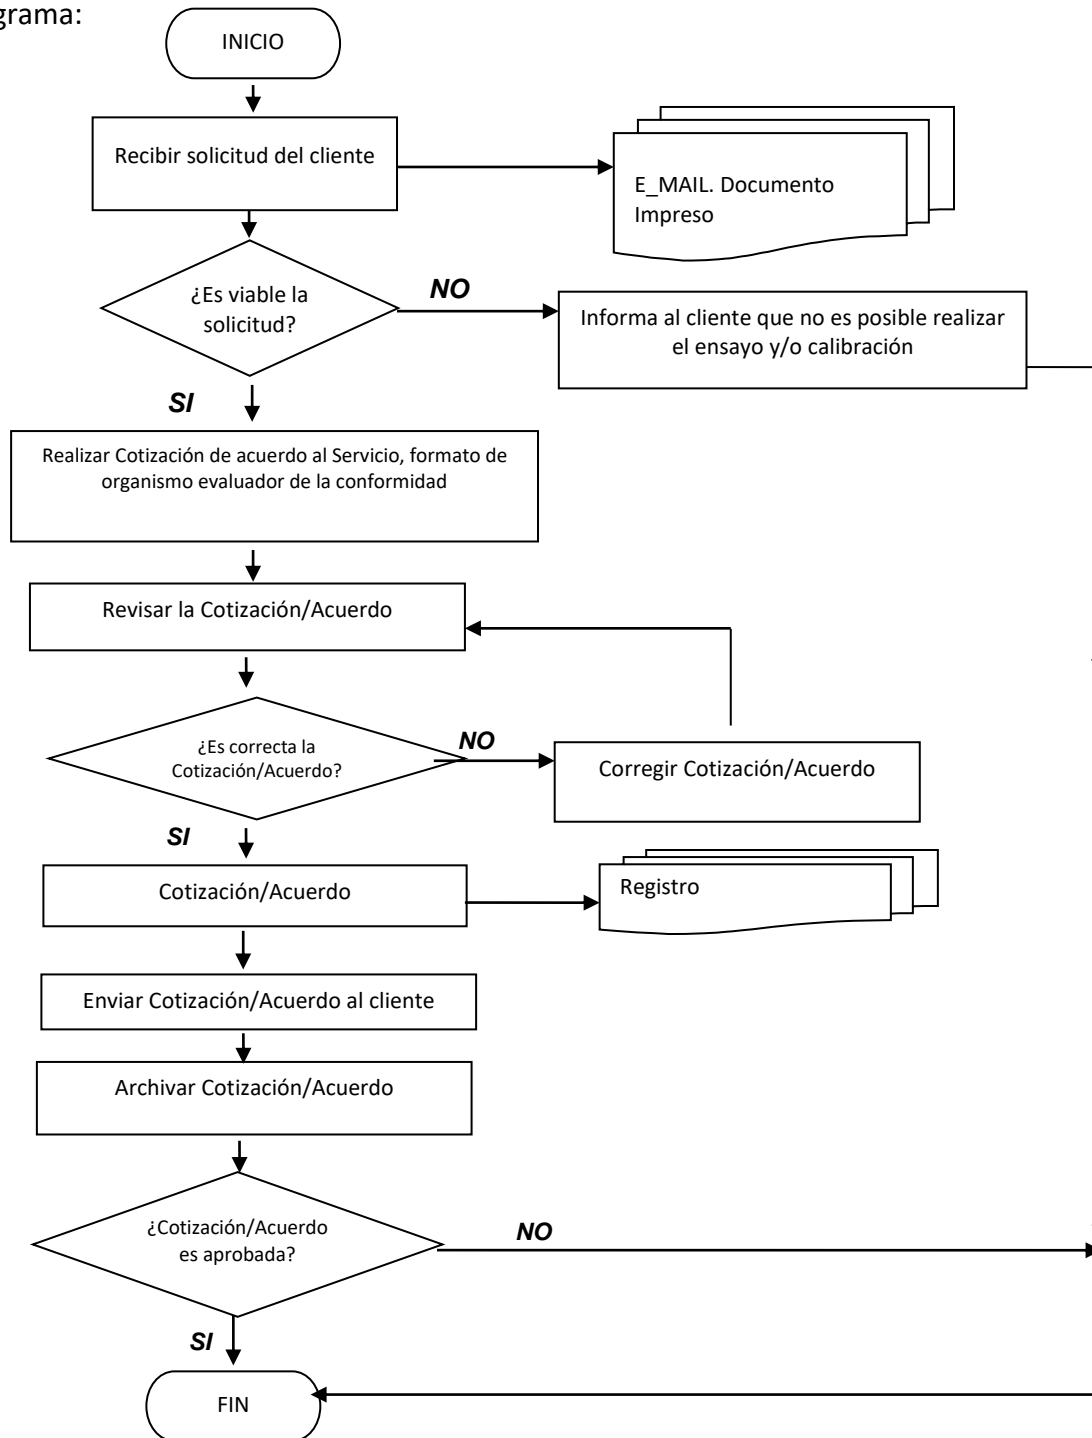 grama:
INICIO
Recibir solicitud del cliente
E_MAIL. Documento
Impreso
¿Es viable la
solicitud?
NO
Informa al cliente que no es posible realizar
el ensayo y/o calibración
SI
Realizar Cotización de acuerdo al Servicio, formato de
organismo evaluador de la conformidad
Revisar la Cotización/Acuerdo
¿Es correcta la
Cotización/Acuerdo?
NO
Corregir Cotización/Acuerdo
SI
Cotización/Acuerdo
Registro
Enviar Cotización/Acuerdo al cliente
Archivar Cotización/Acuerdo
¿Cotización/Acuerdo
es aprobada?
NO
SI
FIN